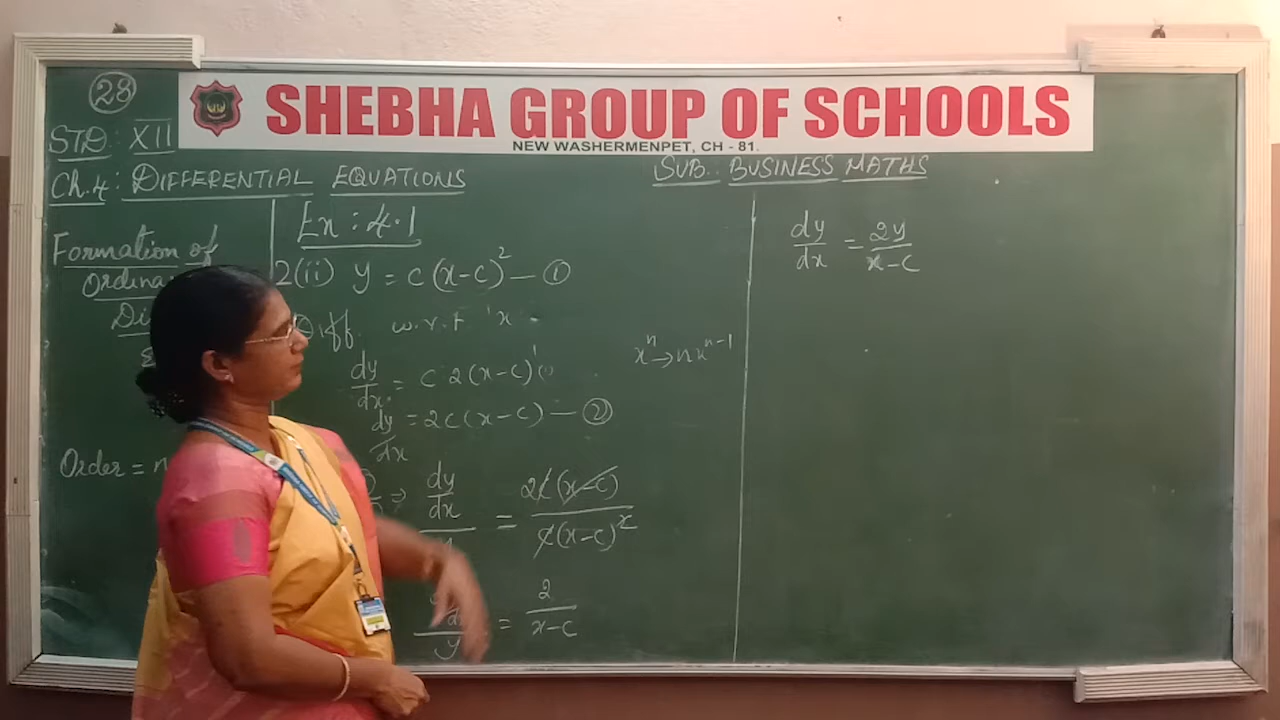 28
SHEBHA GROUP OF SCHOOLS
NEW WASHERMENPET, CH - 81.
STD: XII
SUB: BUSINESS MATHS
Ch.4: DIFFERENTIAL EQUATIONS
Formation of
Order = n
Ex: 4.1
2(ii) y = c(x-c)² — ①
Diff. w.r.t 'x'
dy/dx = c 2(x-c)¹
dy/dx = 2c(x-c) — ②
xⁿ → nxⁿ⁻¹
⇒ dy/dx = 2c(x-c) / c(x-c)²
y = 2/x-c
dy/dx = 2y/x-c